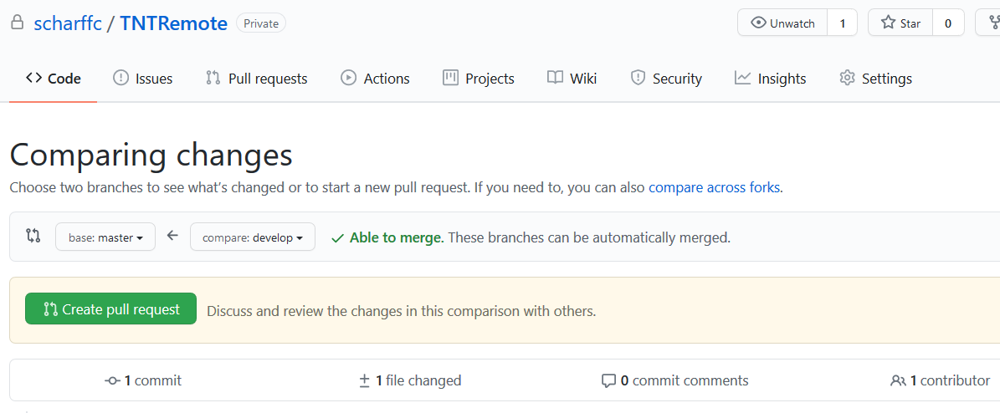 scharffc / TNTRemote Private Unwatch 1 Star 0
Code Issues Pull requests Actions Projects Wiki Security Insights Settings
Comparing changes
Choose two branches to see what's changed or to start a new pull request. If you need to, you can also compare across forks.
base: master compare: develop Able to merge. These branches can be automatically merged.
Create pull request Discuss and review the changes in this comparison with others.
1 commit 1 file changed 0 commit comments 1 contributor